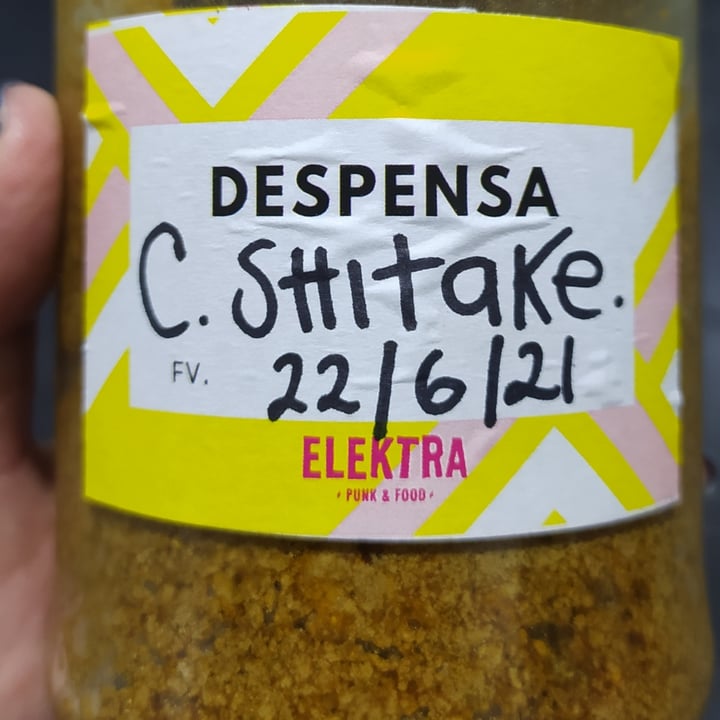 DESPENSA
C. SHitaKe.
FV. 22/6/21
ELEKTRA
· PUNK & FOOD ·